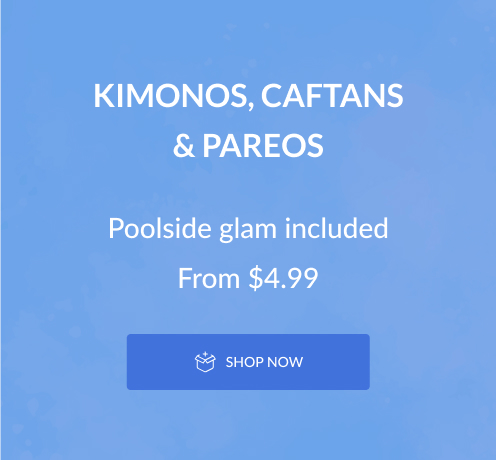 KIMONOS, CAFTANS
& PAREOS
Poolside glam included
From $4.99
SHOP NOW